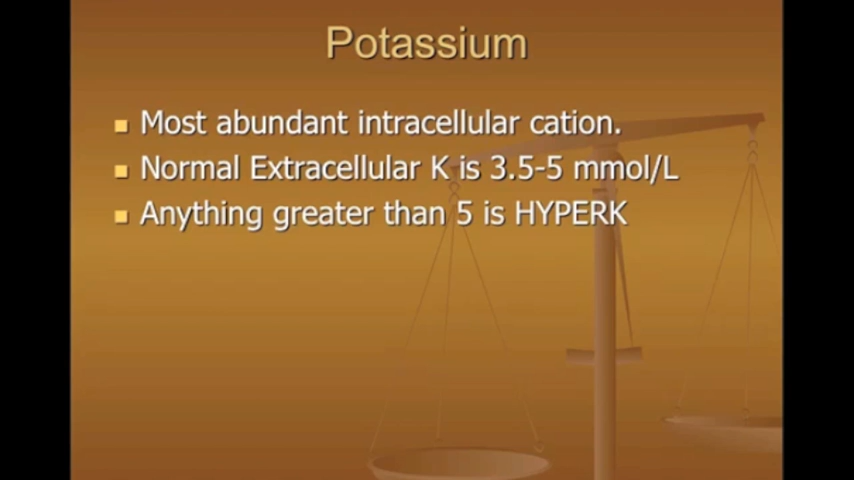 Potassium
Most abundant intracellular cation.
Normal Extracellular K is 3.5-5 mmol/L
Anything greater than 5 is HYPERK